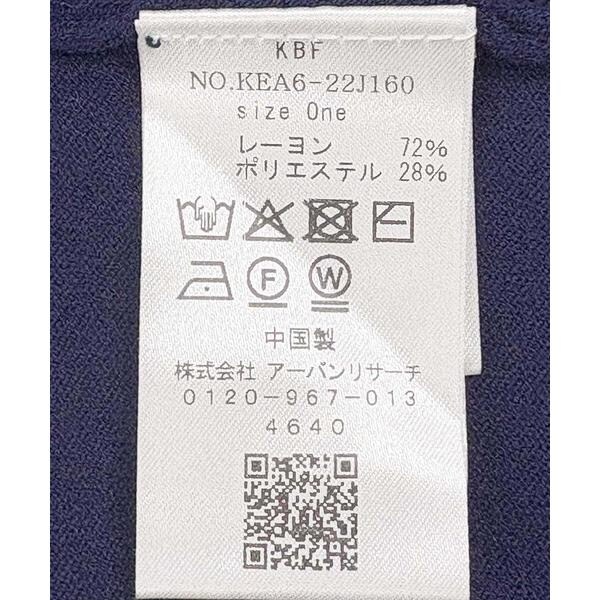 KBF
NO.KEA6-22J160
size One
レーヨン 72%
ポリエステル 28%
F W
中国製
株式会社 アーバンリサーチ
0120-967-013
4640